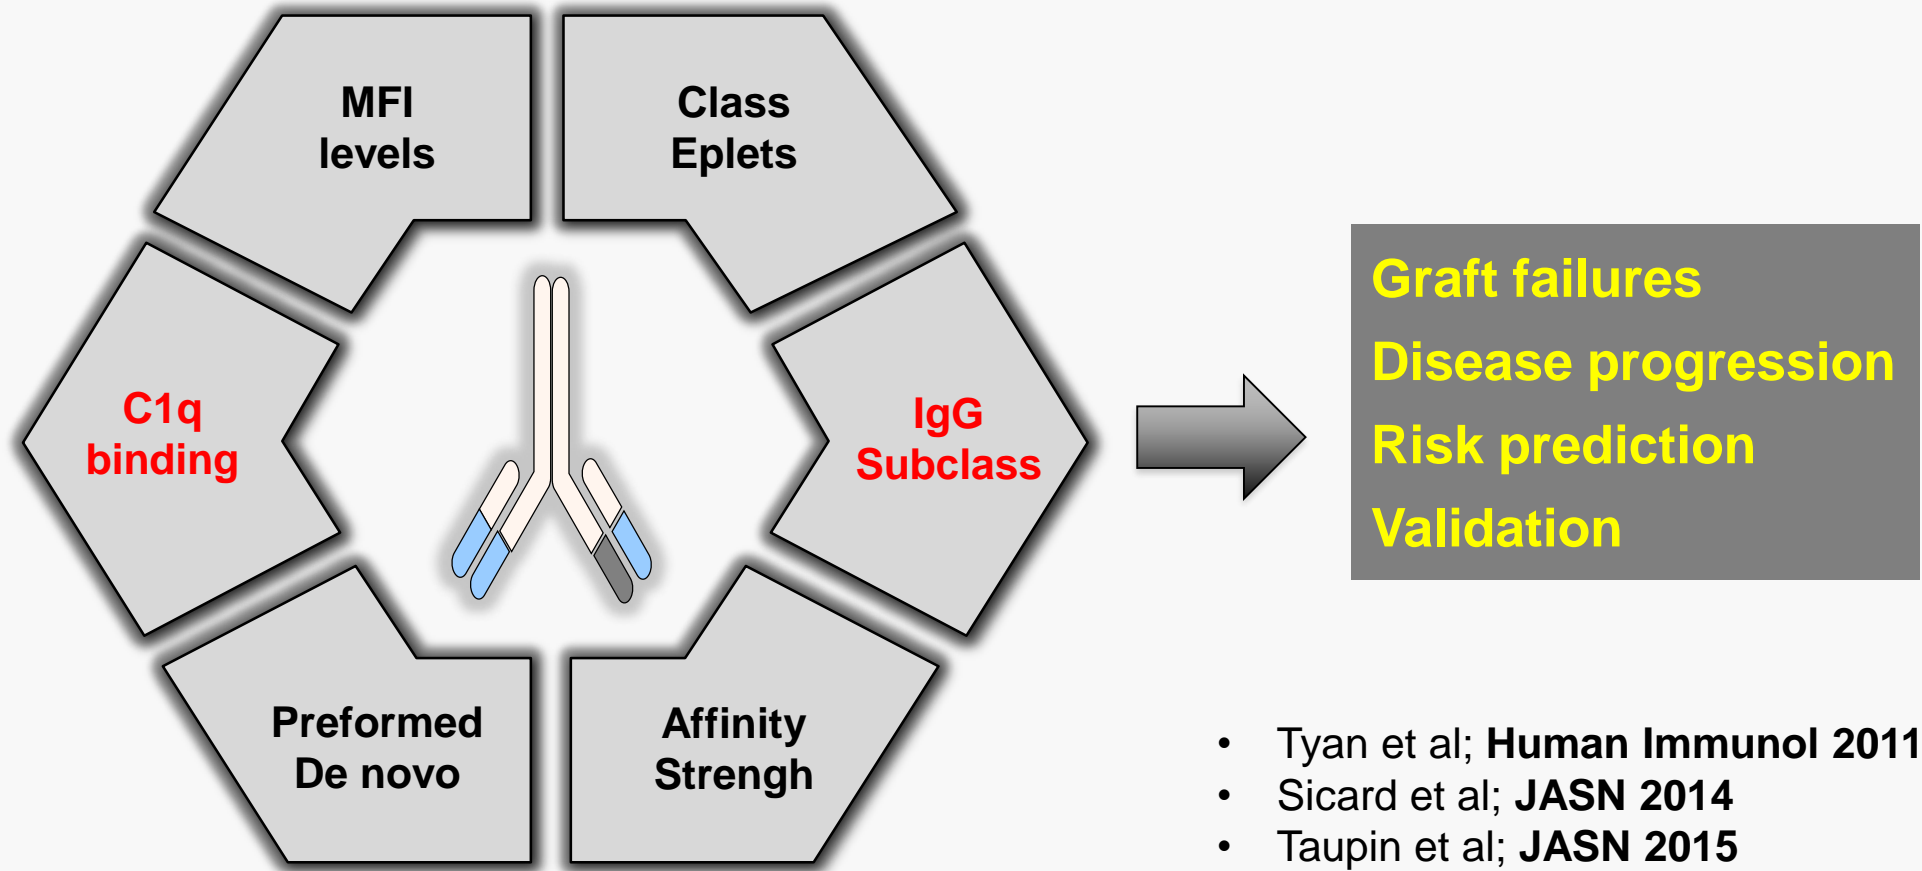 MFI
levels
Class
Eplets
C1q
binding
IgG
Subclass
Preformed
De novo
Affinity
Strengh
Graft failures
Disease progression
Risk prediction
Validation
• Tyan et al; Human Immunol 2011
• Sicard et al; JASN 2014
• Taupin et al; JASN 2015